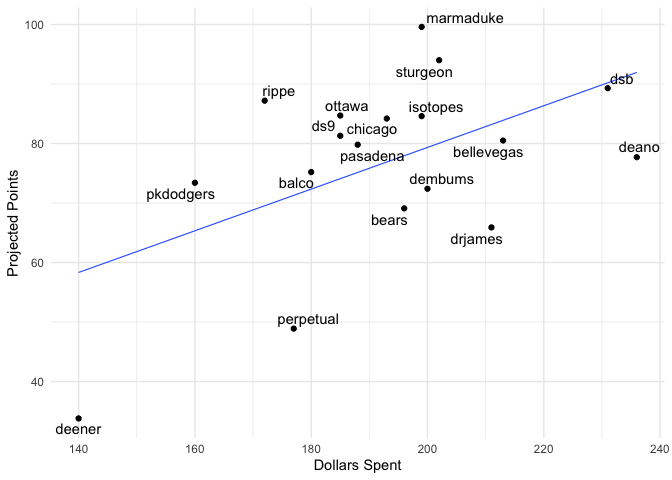 100
80
60
40
Projected Points
marmaduke
sturgeon
dsb
rippe
ottawa
isotopes
ds9
chicago
bellevegas
deano
pasadena
balco
dembums
pkdodgers
bears
drjames
perpetual
deener
140
160
180
200
220
240
Dollars Spent